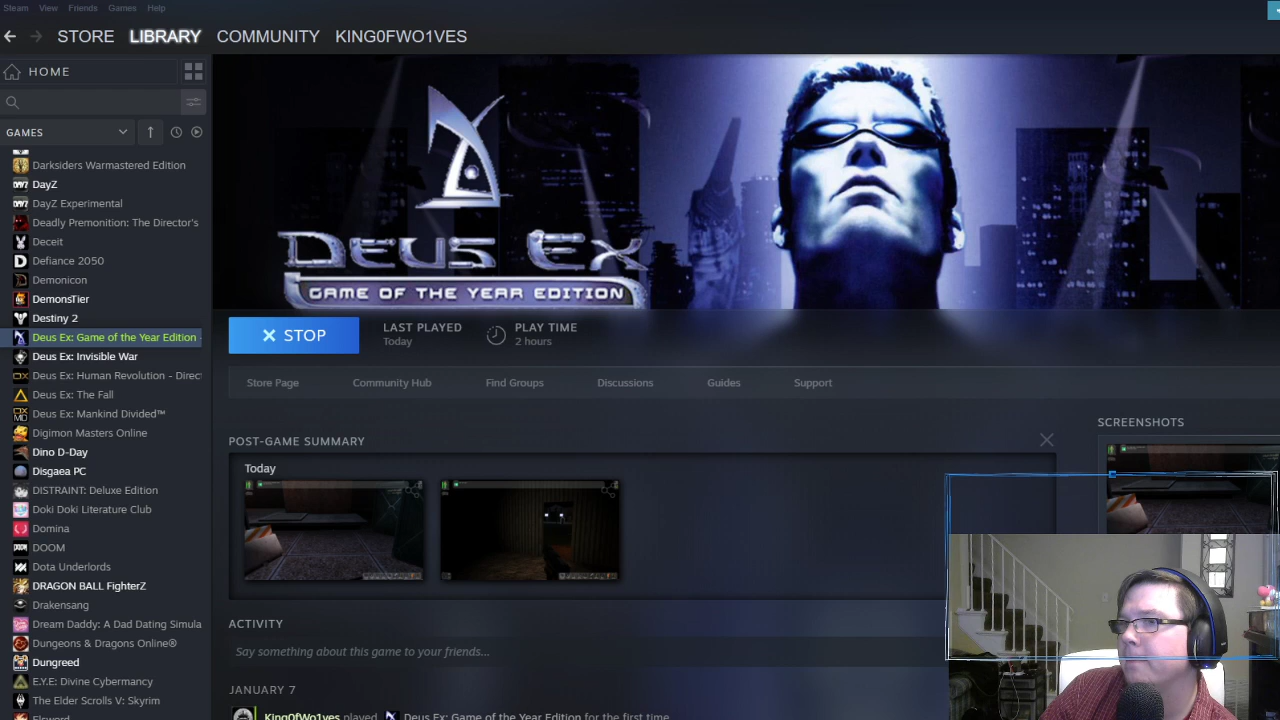 Steam View Friends Games Help
STORE LIBRARY COMMUNITY KING0FWO1VES
HOME
GAMES
Darksiders Warmastered Edition
DayZ
DayZ Experimental
Deadly Premonition: The Director's
Deceit
Defiance 2050
Demonicon
DemonsTier
Destiny 2
Deus Ex: Game of the Year Edition -
Deus Ex: Invisible War
Deus Ex: Human Revolution - Direc
Deus Ex: The Fall
Deus Ex: Mankind Divided™
Digimon Masters Online
Dino D-Day
Disgaea PC
DISTRAINT: Deluxe Edition
Doki Doki Literature Club
Domina
DOOM
Dota Underlords
DRAGON BALL FighterZ
Drakensang
Dream Daddy: A Dad Dating Simula
Dungeons & Dragons Online®
Dungreed
E.Y.E: Divine Cybermancy
The Elder Scrolls V: Skyrim
Elsword
DEUS EX
GAME OF THE YEAR EDITION
STOP
LAST PLAYED
Today
PLAY TIME
2 hours
Store Page Community Hub Find Groups Discussions Guides Support
POST-GAME SUMMARY
Today
SCREENSHOTS
ACTIVITY
Say something about this game to your friends...
JANUARY 7
King0fWo1ves played Deus Ex: Game of the Year Edition for the first time